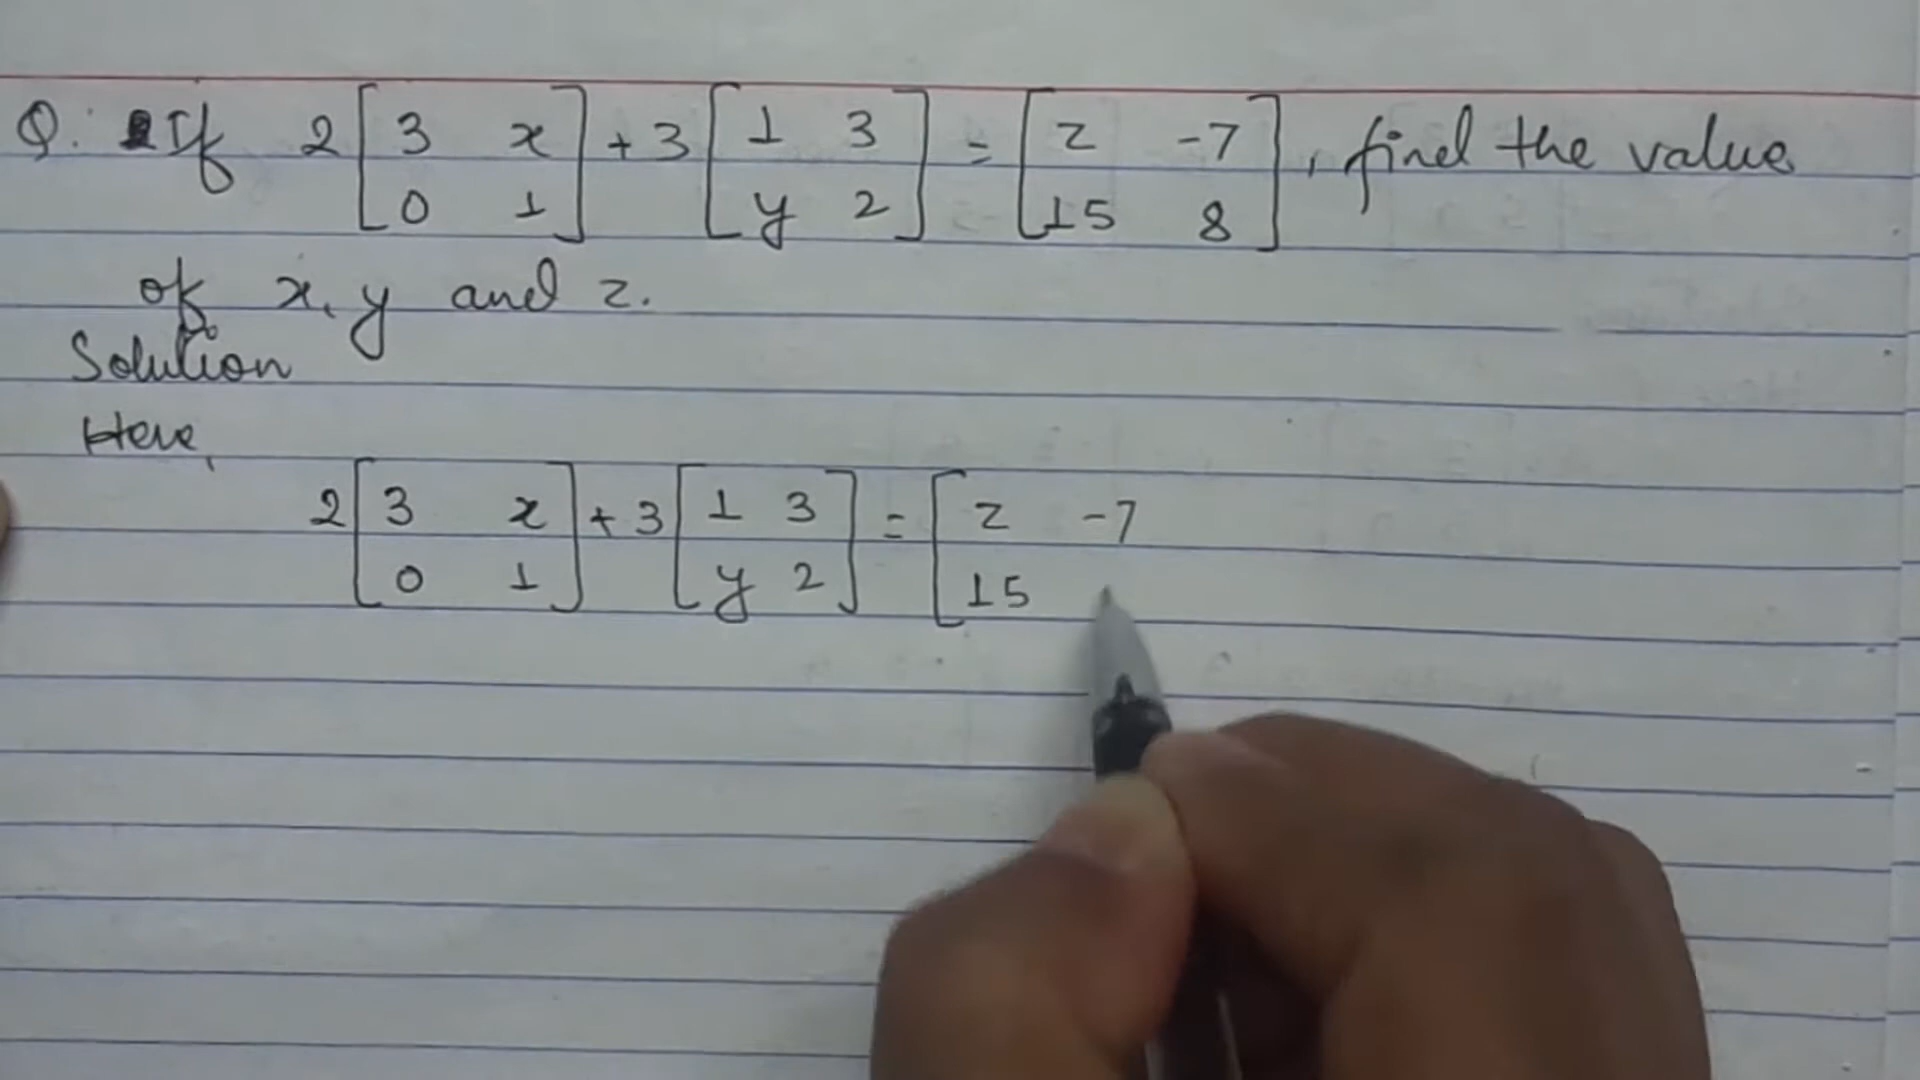 Q. If 2[3 x] + 3[1 3] = [z -7], find the value
[0 1] [y 2] [15 8]
of x, y and z.
Solution
Here,
2[3 x] + 3[1 3] = [z -7
[0 1] [y 2] [15